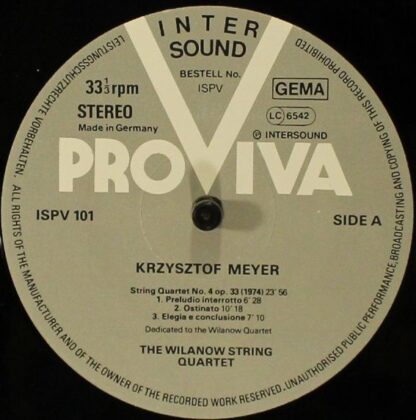 INTER
SOUND
BESTELL No.
ISPV
33⅓ rpm
STEREO
Made in Germany
GEMA
LC 6542
℗ INTERSOUND
PROVIVA
ISPV 101
SIDE A
KRZYSZTOF MEYER
String Quartet No. 4 op. 33 (1974) 23' 56
1. Preludio interrotto 6' 28
2. Ostinato 10' 18
3. Elegia e conclusione 7' 10
Dedicated to the Wilanow Quartet
THE WILANOW STRING
QUARTET
LEISTUNGSSCHUTZRECHTE VORBEHALTEN. ALL RIGHTS OF THE MANUFACTURER AND OF THE OWNER OF THE RECORDED WORK RESERVED. UNAUTHORISED PUBLIC PERFORMANCE, BROADCASTING AND COPYING OF THIS RECORD PROHIBITED